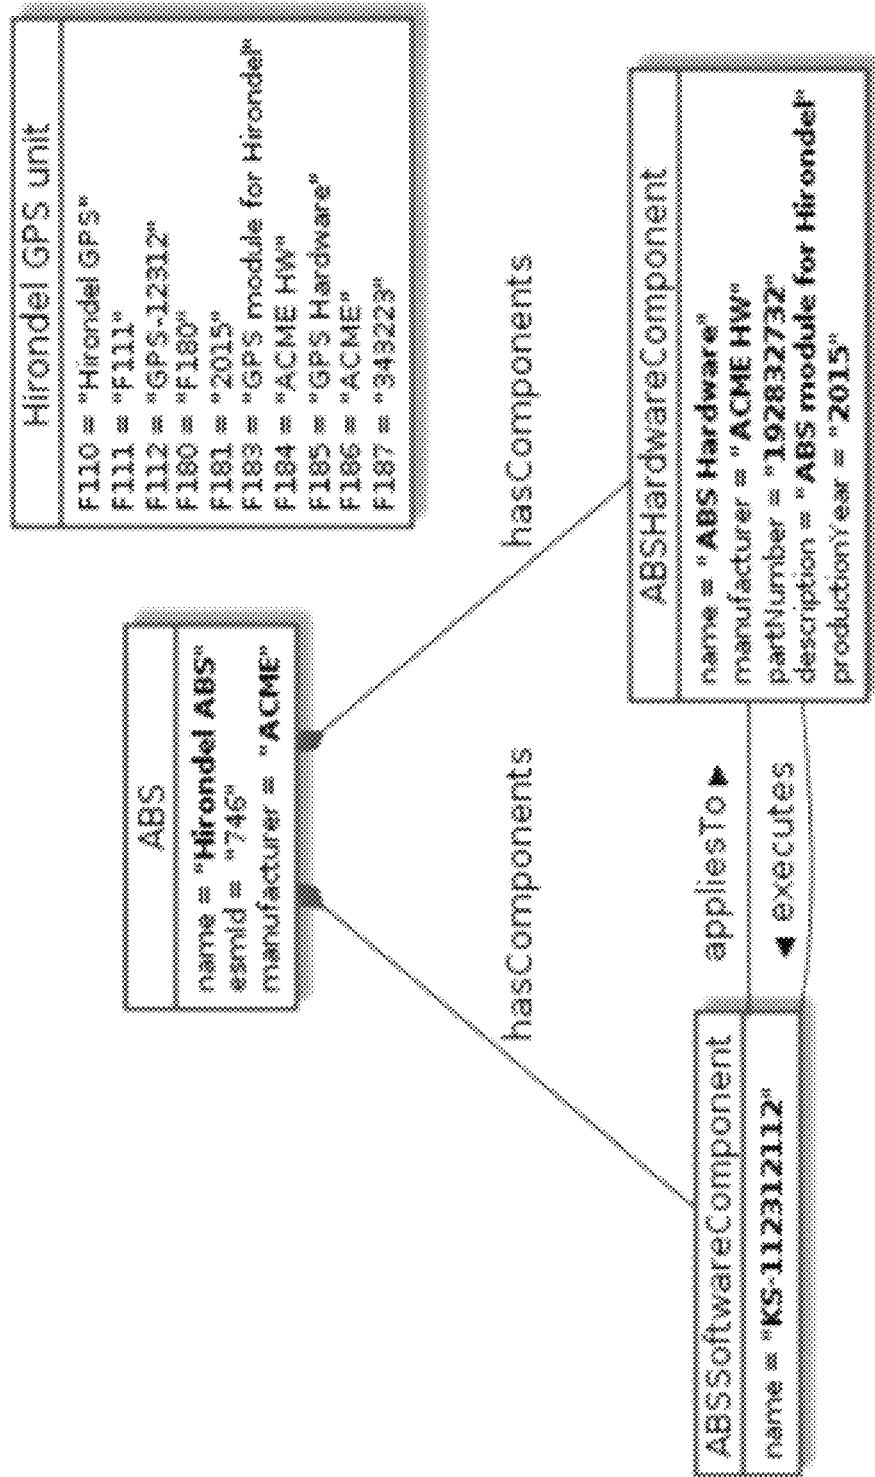 ABS
name = "Hirondel ABS"
esmId = "746"
manufacturer = "ACME"
Hirondel GPS unit
F110 = "Hirondel GPS"
F111 = "F111"
F112 = "GPS-12312"
F180 = "F180"
F181 = "2015"
F183 = "GPS module for Hirondel"
F184 = "ACME HW"
F185 = "GPS Hardware"
F186 = "ACME"
F187 = "343223"
hasComponents
hasComponents
ABSSoftwareComponent
name = "KS-112312112"
appliesTo ▶
◀ executes
ABSHardwareComponent
name = "ABS Hardware"
manufacturer = "ACME HW"
partNumber = "192832732"
description = "ABS module for Hirondel"
productionYear = "2015"